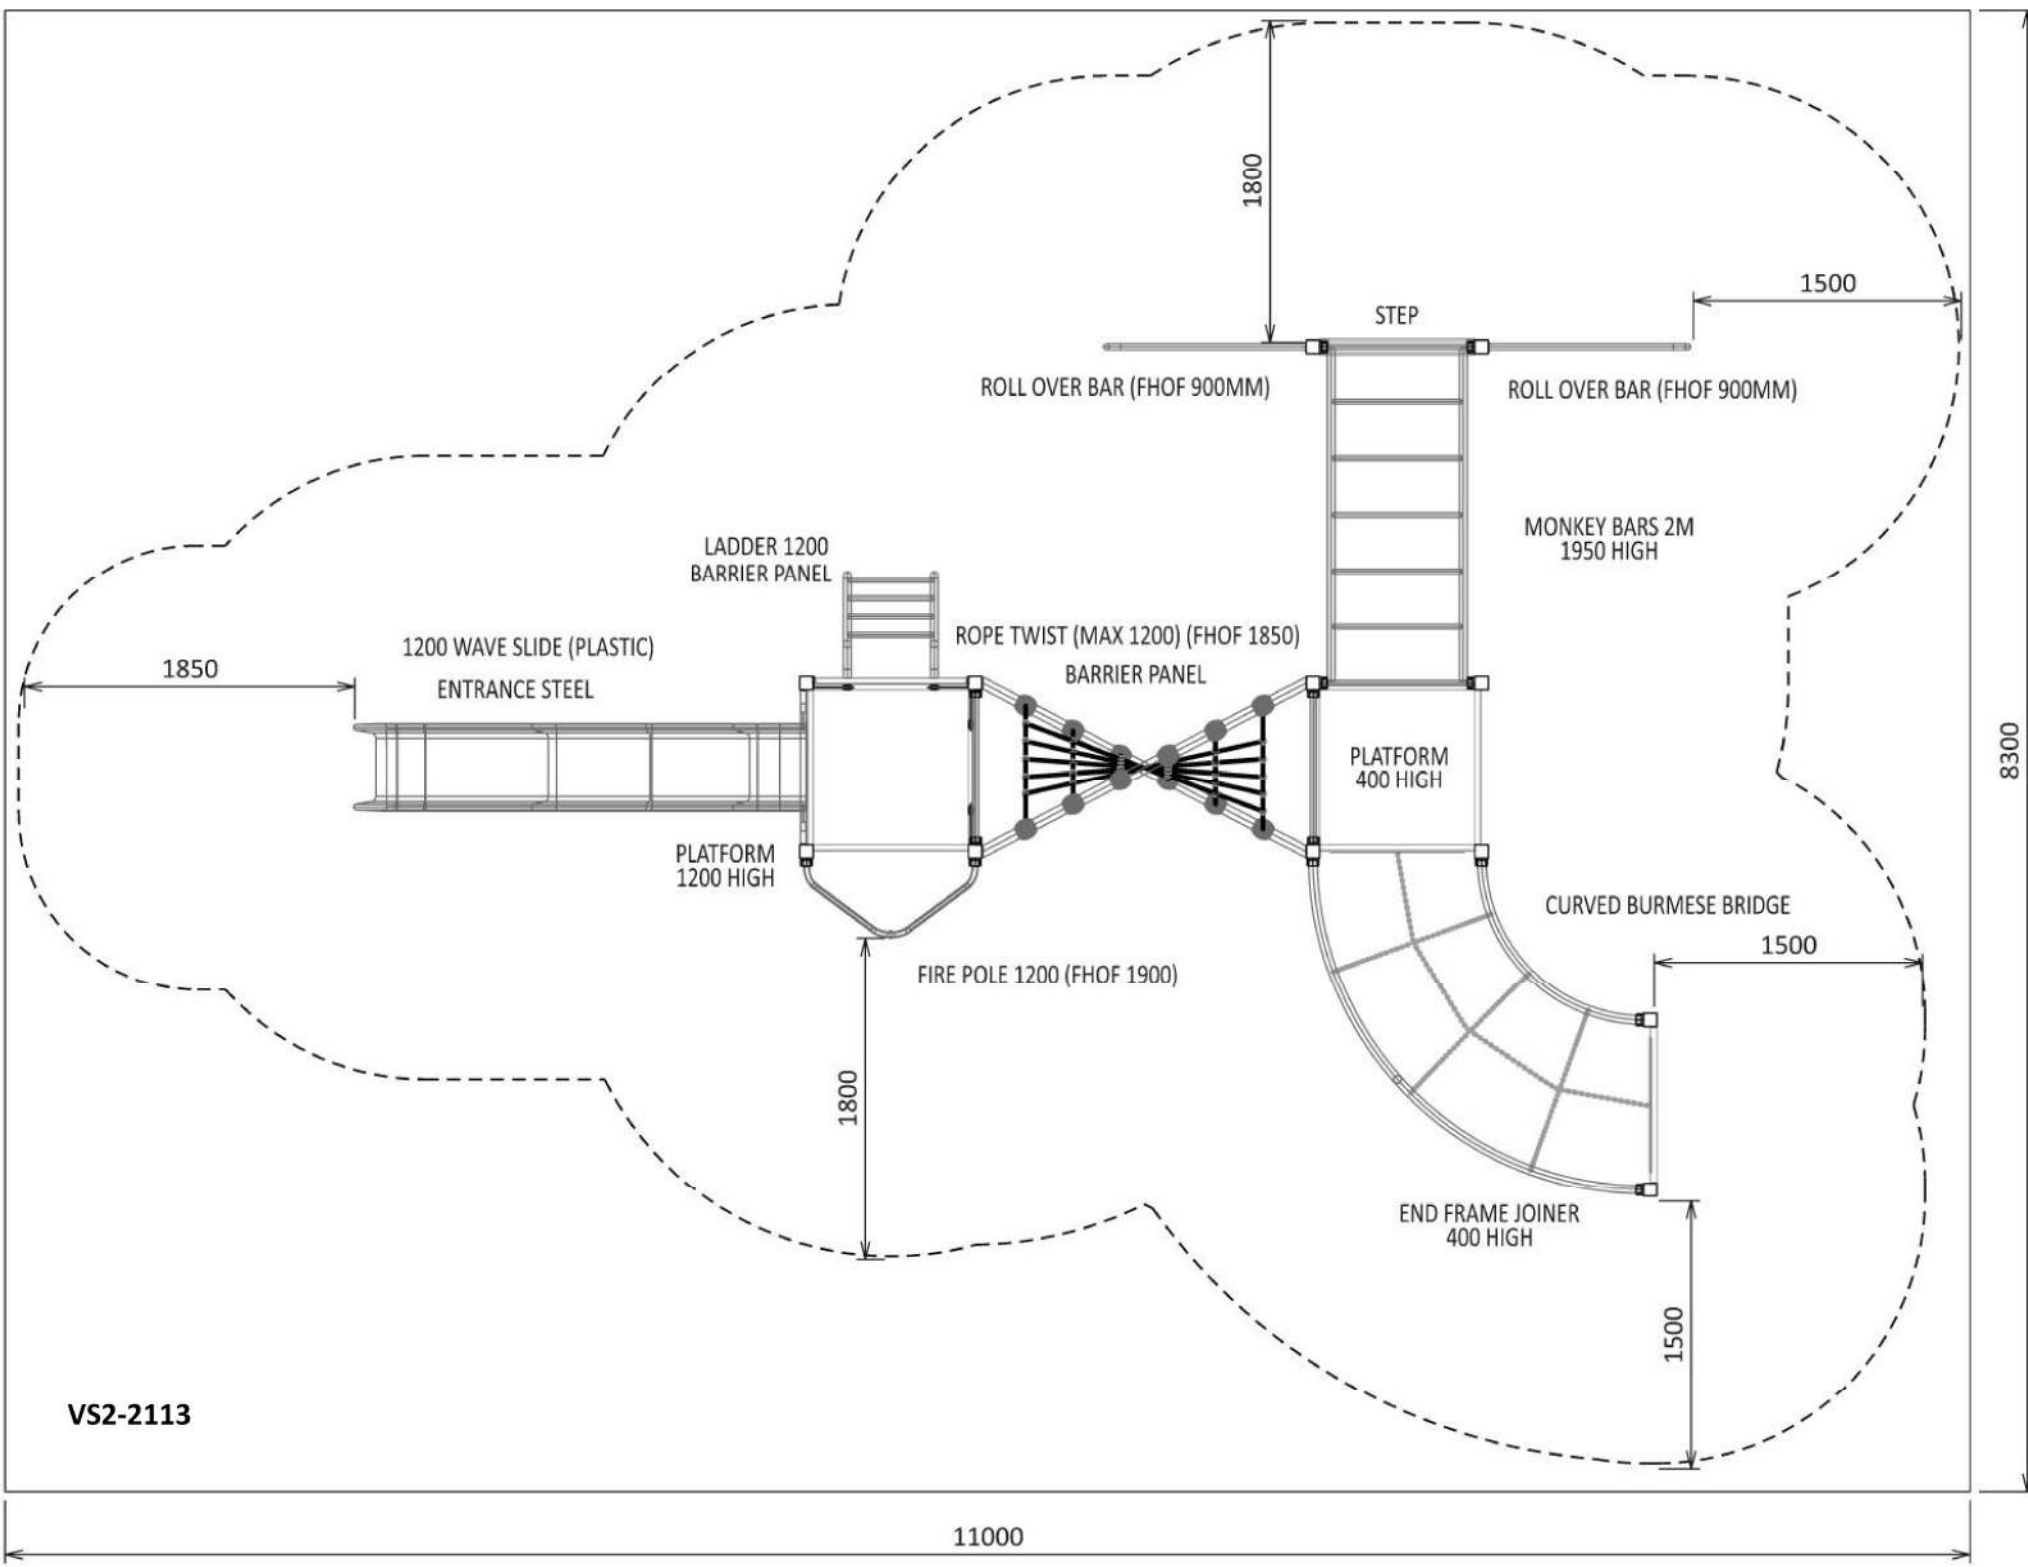 1800
1500
STEP
ROLL OVER BAR (FHOF 900MM)
ROLL OVER BAR (FHOF 900MM)
MONKEY BARS 2M
1950 HIGH
LADDER 1200
BARRIER PANEL
ROPE TWIST (MAX 1200) (FHOF 1850)
BARRIER PANEL
1200 WAVE SLIDE (PLASTIC)
ENTRANCE STEEL
1850
PLATFORM
400 HIGH
8300
PLATFORM
1200 HIGH
CURVED BURMESE BRIDGE
1500
FIRE POLE 1200 (FHOF 1900)
1800
END FRAME JOINER
400 HIGH
1500
VS2-2113
11000